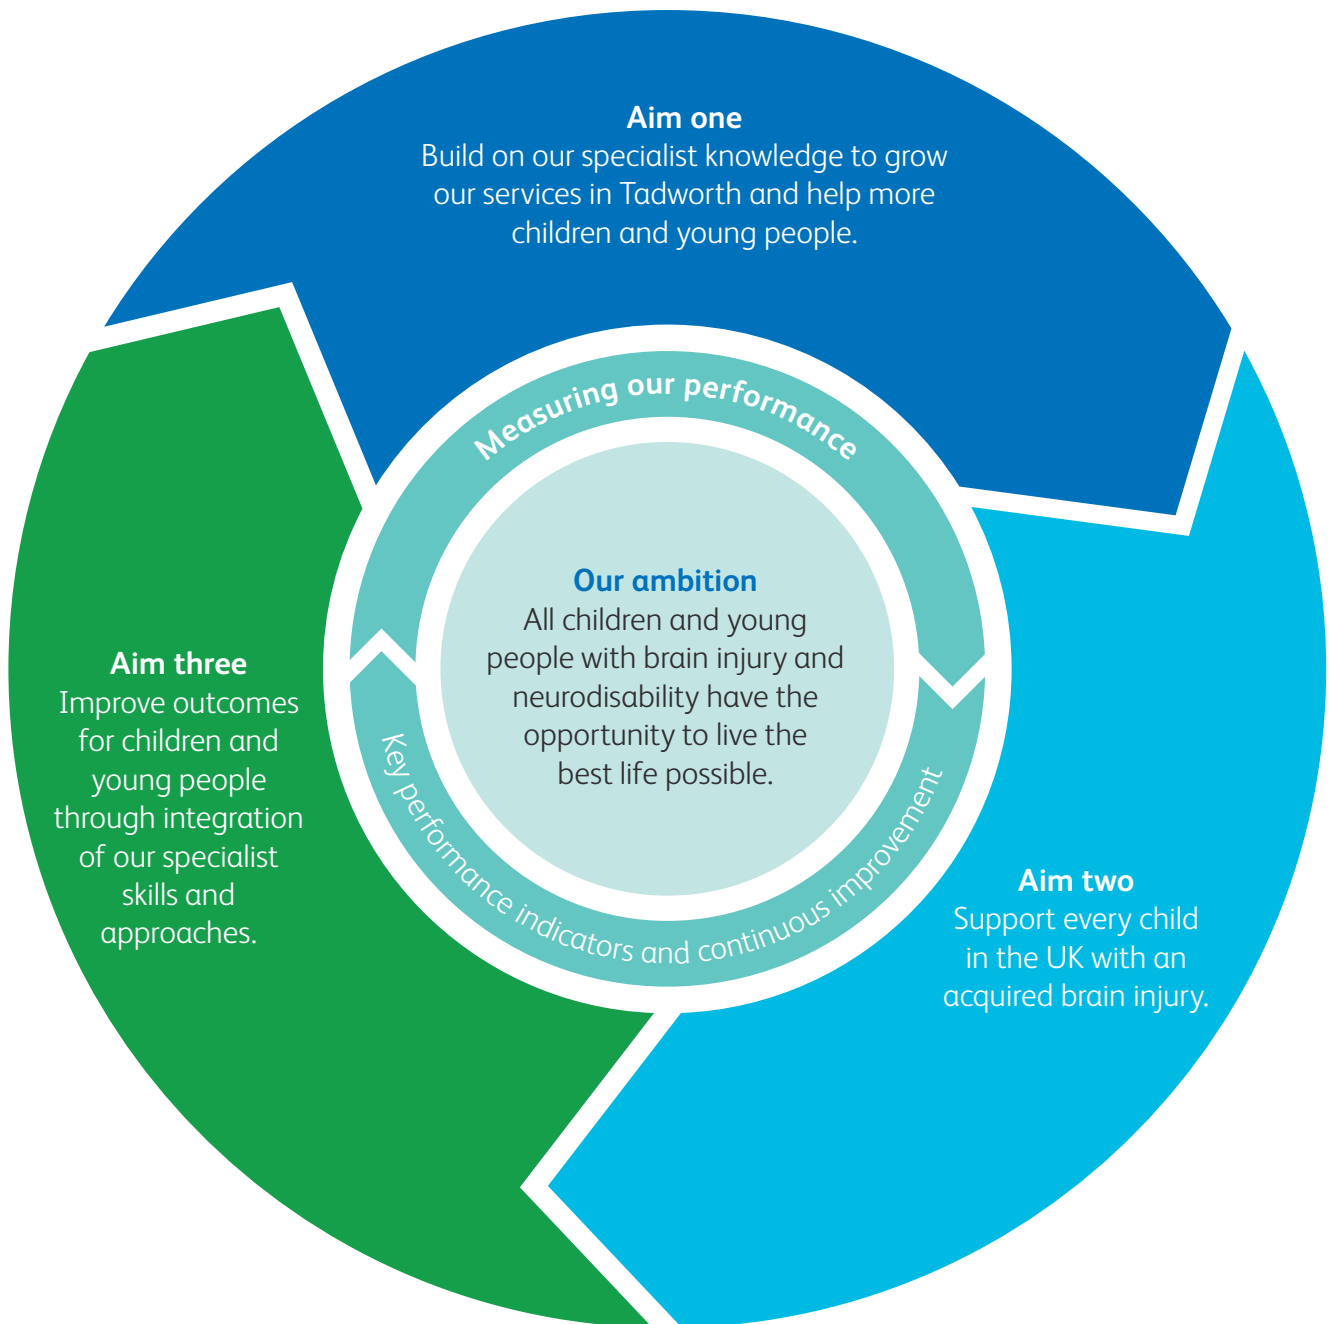 Aim one
Build on our specialist knowledge to grow
our services in Tadworth and help more
children and young people.
Measuring our performance
Our ambition
All children and young
people with brain injury and
neurodisability have the
opportunity to live the
best life possible.
Key performance indicators and continuous improvement
Aim two
Support every child
in the UK with an
acquired brain injury.
Aim three
Improve outcomes
for children and
young people
through integration
of our specialist
skills and
approaches.